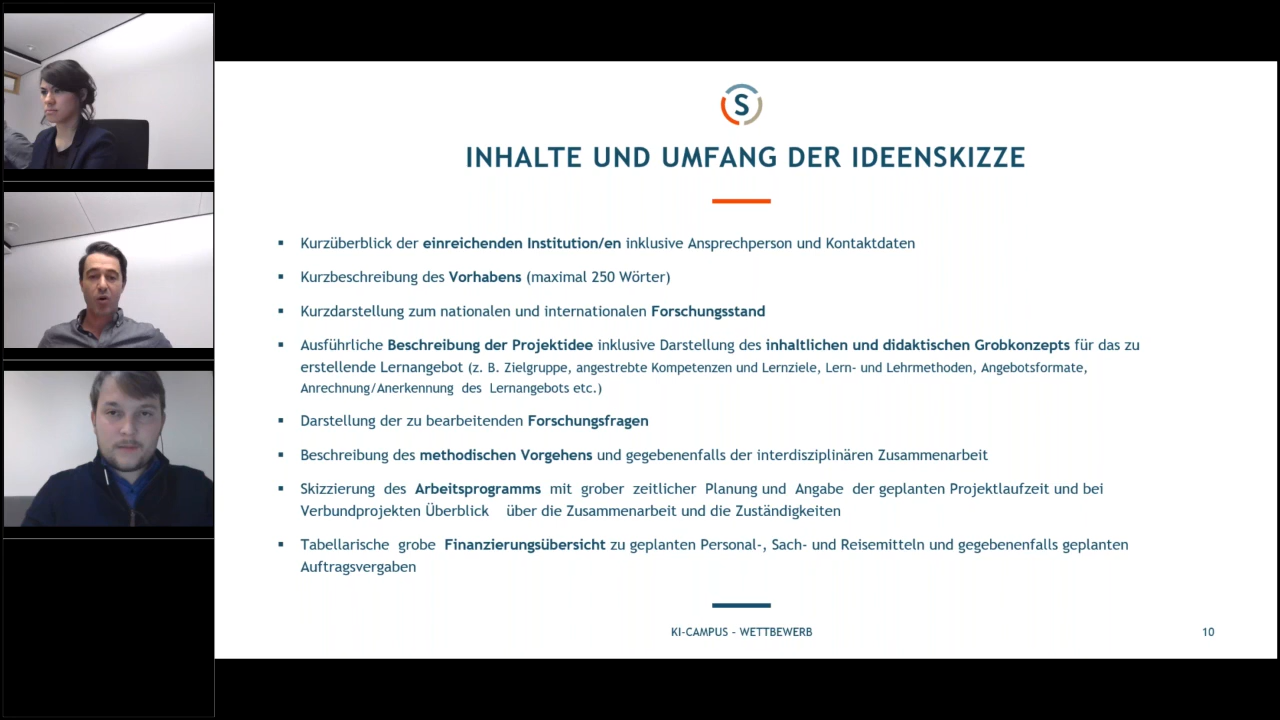 S
INHALTE UND UMFANG DER IDEENSKIZZE
▪ Kurzüberblick der einreichenden Institution/en inklusive Ansprechperson und Kontaktdaten
▪ Kurzbeschreibung des Vorhabens (maximal 250 Wörter)
▪ Kurzdarstellung zum nationalen und internationalen Forschungsstand
▪ Ausführliche Beschreibung der Projektidee inklusive Darstellung des inhaltlichen und didaktischen Grobkonzepts für das zu
erstellende Lernangebot (z. B. Zielgruppe, angestrebte Kompetenzen und Lernziele, Lern- und Lehrmethoden, Angebotsformate,
Anrechnung/Anerkennung des Lernangebots etc.)
▪ Darstellung der zu bearbeitenden Forschungsfragen
▪ Beschreibung des methodischen Vorgehens und gegebenenfalls der interdisziplinären Zusammenarbeit
▪ Skizzierung des Arbeitsprogramms mit grober zeitlicher Planung und Angabe der geplanten Projektlaufzeit und bei
Verbundprojekten Überblick über die Zusammenarbeit und die Zuständigkeiten
▪ Tabellarische grobe Finanzierungsübersicht zu geplanten Personal-, Sach- und Reisemitteln und gegebenenfalls geplanten
Auftragsvergaben
KI-CAMPUS - WETTBEWERB
10